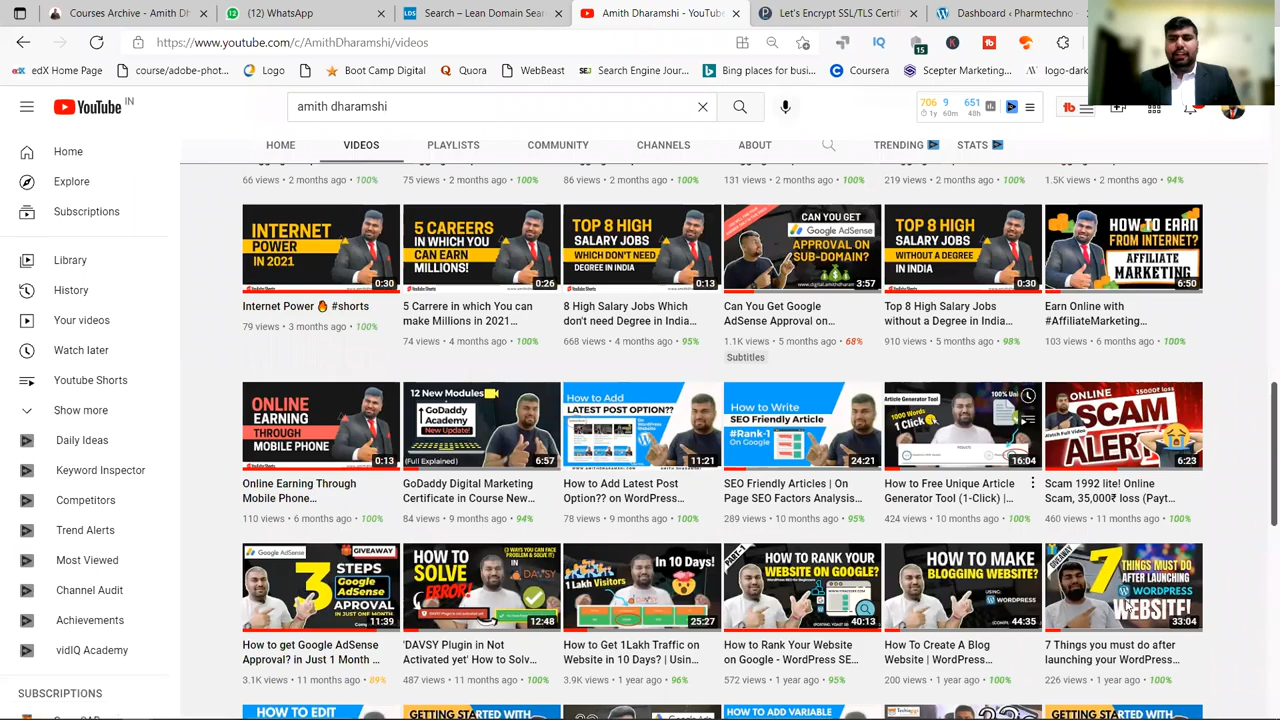 Courses Archive - Amith Dh
(12) WhatsApp
Search – Lean Domain Se
Amith Dharamshi - YouTube
Let's Encrypt SSL/TLS Certific
Dashboard ‹ Pharmtechno
https://www.youtube.com/c/AmithDharamshi/videos
15
edX Home Page
course/adobe-phot...
Logo
Boot Camp Digital
Quora
WebBeast
SEJ
Search Engine Jour...
Bing places for busi...
Coursera
Scepter Marketing...
logo-dark
YouTube IN
amith dharamshi
706 9 651
1y 60m 48h
HOME
VIDEOS
PLAYLISTS
COMMUNITY
CHANNELS
ABOUT
TRENDING
STATS
Home
Explore
Subscriptions
Library
History
Your videos
Watch later
Youtube Shorts
Show more
Daily Ideas
Keyword Inspector
Competitors
Trend Alerts
Most Viewed
Channel Audit
Achievements
vidIQ Academy
SUBSCRIPTIONS
66 views • 2 months ago • 100%
75 views • 2 months ago • 100%
86 views • 2 months ago • 100%
131 views • 2 months ago • 100%
219 views • 2 months ago • 100%
1.5K views • 2 months ago • 94%
INTERNET
POWER
IN 2021
0:30
5 CAREERS
IN WHICH YOU
CAN EARN
MILLIONS!
0:26
TOP 8 HIGH
SALARY JOBS
WHICH DON'T NEED
DEGREE IN INDIA
0:13
CAN YOU GET
Google AdSense
APPROVAL ON
SUB-DOMAIN?
3:57
TOP 8 HIGH
SALARY JOBS
WITHOUT A DEGREE
IN INDIA
0:30
HOW TO EARN
FROM INTERNET?
AFFILIATE
MARKETING
6:50
Internet Power 🔥 #shorts
79 views • 3 months ago • 100%
5 Carrere in which You can
make Millions in 2021...
74 views • 4 months ago • 100%
8 High Salary Jobs Which
don't need Degree in India...
668 views • 4 months ago • 95%
Can You Get Google
AdSense Approval on...
1.1K views • 5 months ago • 68%
Subtitles
Top 8 High Salary Jobs
without a Degree in India...
910 views • 5 months ago • 98%
Earn Online with
#AffiliateMarketing...
103 views • 6 months ago • 100%
ONLINE
EARNING
THROUGH
MOBILE PHONE
0:13
12 New Modules
GoDaddy
Academy
New Update!
(Full Explained)
6:57
How to Add
LATEST POST OPTION??
11:21
How to Write
SEO Friendly Article
#Rank-1
On Google
24:21
Article Generator Tool
1000 Words
1 Click
100% Uni
RESULTS
16:04
ONLINE
35000₹ LOSS
SCAM
Watch Full Video
ALERT
6:23
Online Earning Through
Mobile Phone...
110 views • 6 months ago • 100%
GoDaddy Digital Marketing
Certificate in Course New...
84 views • 9 months ago • 94%
How to Add Latest Post
Option?? on WordPress...
78 views • 9 months ago • 100%
SEO Friendly Articles | On
Page SEO Factors Analysis...
289 views • 10 months ago • 95%
How to Free Unique Article
Generator Tool (1-Click) |...
424 views • 10 months ago • 100%
Scam 1992 lite! Online
Scam, 35,000₹ loss (Payt...
460 views • 11 months ago • 100%
Google AdSense
GIVEAWAY
3
STEPS
Google
AdSense
APROVAL
IN JUST ONE MONTH
11:39
(2 WAYS YOU CAN FACE
PROBLEM & SOLVE IT)
HOW TO
SOLVE
ERROR?
IN
DAVSY
12:48
In 10 Days!
1Lakh Visitors
25:27
PART-1
HOW TO RANK YOUR
WEBSITE ON GOOGLE?
40:13
HOW TO MAKE
BLOGGING WEBSITE?
USING:
WORDPRESS
44:35
GIVEAWAY
7
THINGS MUST DO
AFTER LAUNCHING
WORDPRESS
WEBSITE!
33:04
How to get Google AdSense
Approval? in Just 1 Month ...
3.1K views • 11 months ago • 89%
'DAVSY Plugin in Not
Activated yet' How to Solv...
487 views • 11 months ago • 100%
How to Get 1Lakh Traffic on
Website in 10 Days? | Usin...
3.9K views • 1 year ago • 96%
How to Rank Your Website
on Google - WordPress SE...
572 views • 1 year ago • 95%
How To Create A Blog
Website | WordPress...
200 views • 1 year ago • 100%
7 Things you must do after
launching your WordPress...
226 views • 1 year ago • 100%
HOW TO EDIT
GETTING STARTED WITH
Google AdSense
HOW TO ADD VARIABLE
GETTING STARTED WITH